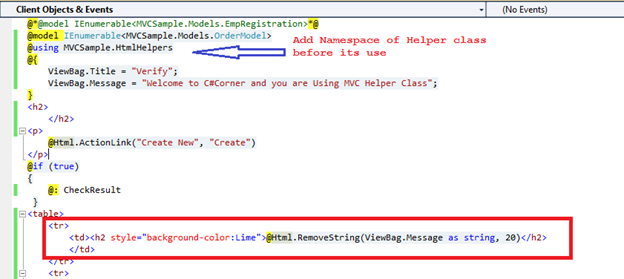 Client Objects & Events
(No Events)
@*@model IEnumerable<MVCSample.Models.EmpRegistration>*@
@model IEnumerable<MVCSample.Models.OrderModel>
@using MVCSample.HtmlHelpers
Add Namespace of Helper class
before its use
@{
ViewBag.Title = "Verify";
ViewBag.Message = "Welcome to C#Corner and you are Using MVC Helper Class";
}
<h2>
</h2>
<p>
@Html.ActionLink("Create New", "Create")
</p>
@if (true)
{
@: CheckResult
}
<table>
<tr>
<td><h2 style="background-color:Lime">@Html.RemoveString(ViewBag.Message as string, 20)</h2>
</td>
</tr>
<tr>